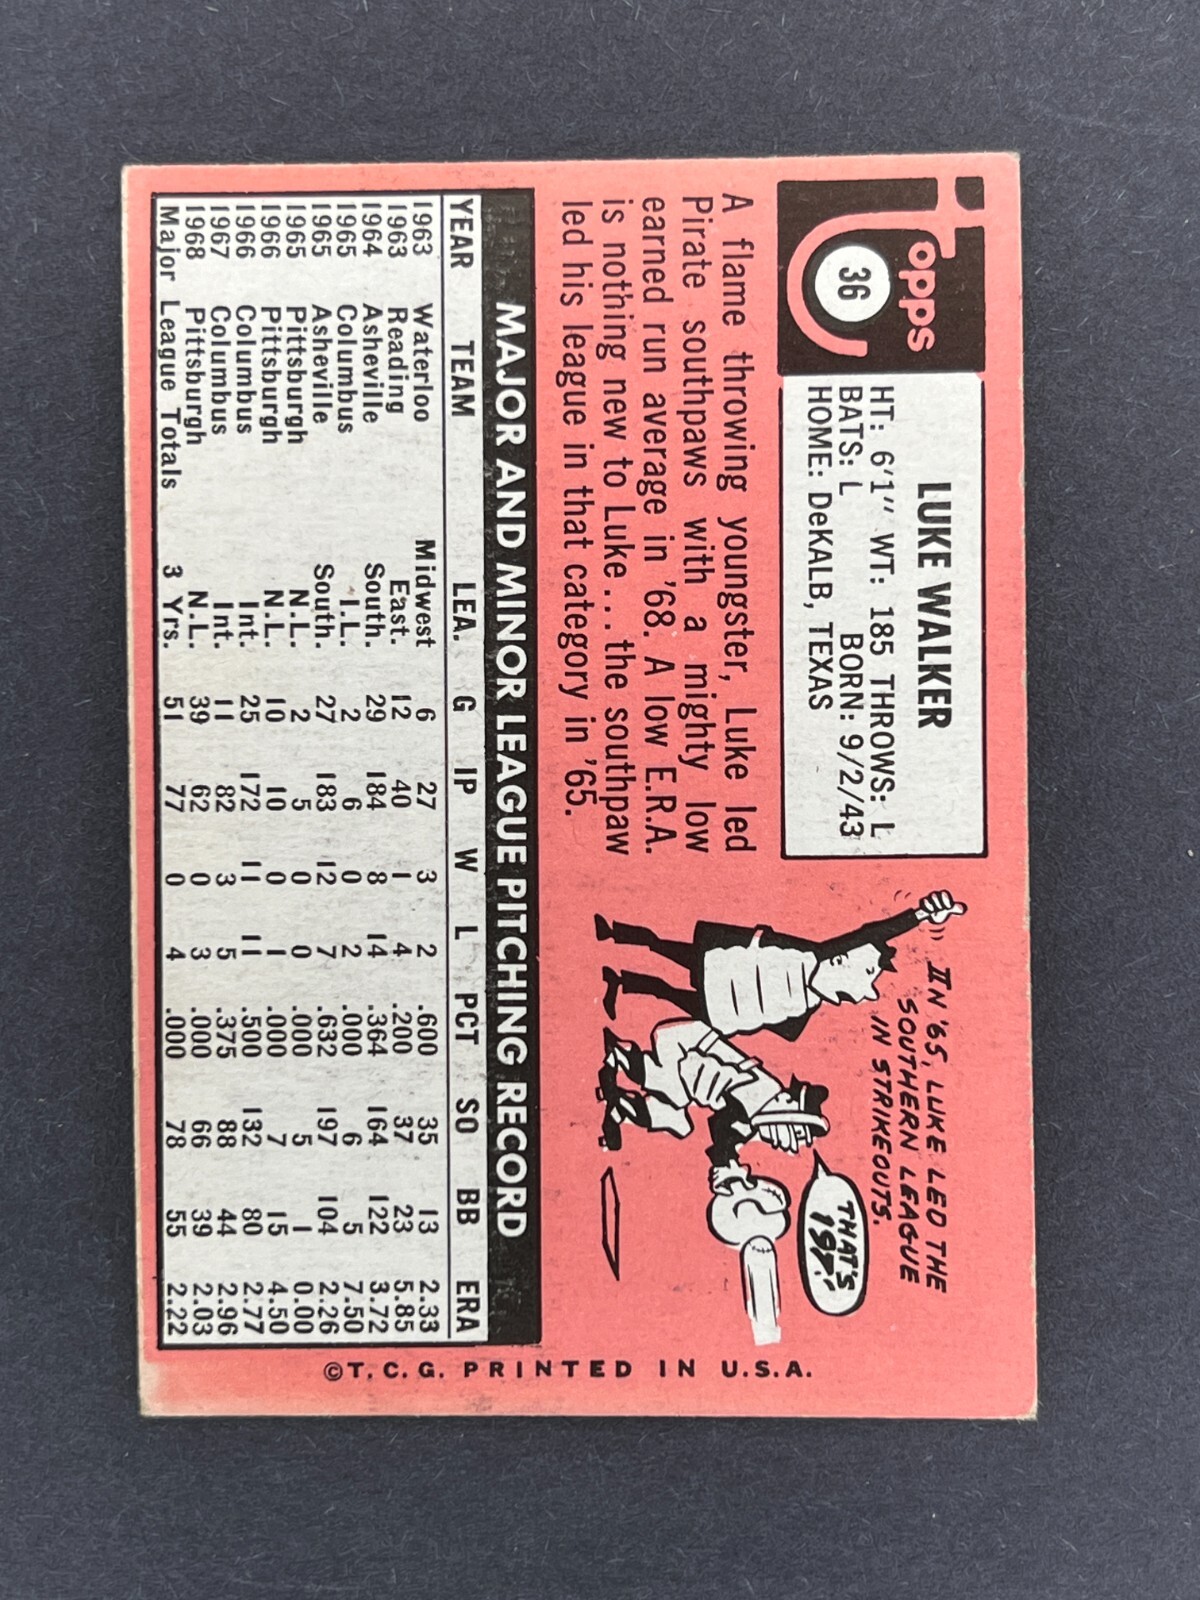 Topps
36
LUKE WALKER
HT: 6'1" WT: 185 THROWS: L
BATS: L BORN: 9/2/43
HOME: DeKALB, TEXAS
A flame throwing youngster, Luke led
Pirate southpaws with a mighty low
earned run average in '68. A low E.R.A.
is nothing new to Luke... the southpaw
led his league in that category in '65.
IN '65, LUKE LED THE
SOUTHERN LEAGUE
IN STRIKEOUTS.
THAT'S
197!
MAJOR AND MINOR LEAGUE PITCHING RECORD
YEAR TEAM LEA. G IP W L PCT SO BB ERA
1963 Waterloo Midwest 6 27 3 2 .600 35 13 2.33
1963 Reading East. 12 40 1 4 .200 37 23 5.85
1964 Asheville South. 29 184 8 14 .364 164 122 3.72
1965 Columbus I.L. 2 6 0 2 .000 6 5 7.50
1965 Asheville South. 27 183 12 7 .632 197 104 2.26
1965 Pittsburgh N.L. 2 5 0 0 .000 5 1 0.00
1966 Pittsburgh N.L. 10 10 0 1 .000 7 15 4.50
1966 Columbus Int. 25 172 11 11 .500 132 80 2.77
1967 Columbus Int. 11 82 3 5 .375 88 44 2.96
1968 Pittsburgh N.L. 39 62 0 3 .000 66 39 2.03
Major League Totals 3 Yrs. 51 77 0 4 .000 78 55 2.22
©T.C.G. PRINTED IN U.S.A.